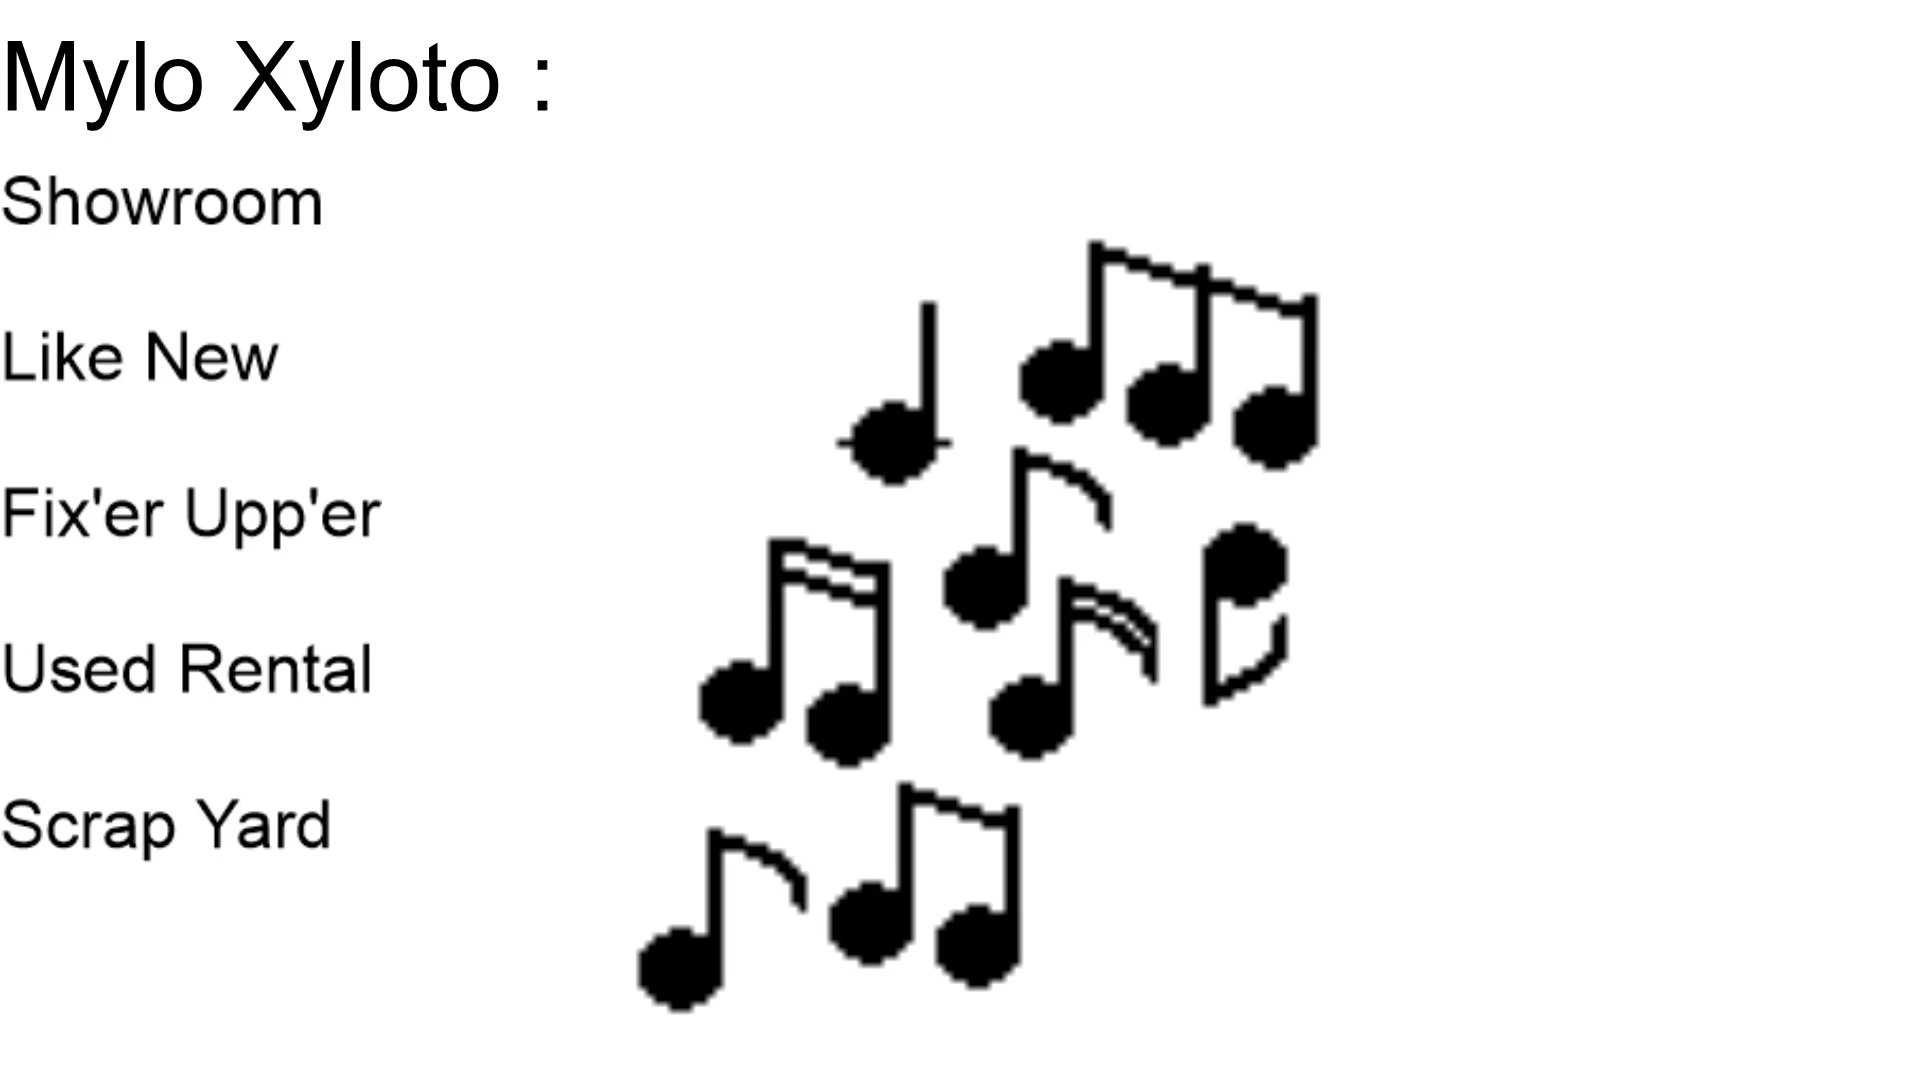 Mylo Xyloto :
Showroom
Like New
Fix'er Upp'er
Used Rental
Scrap Yard